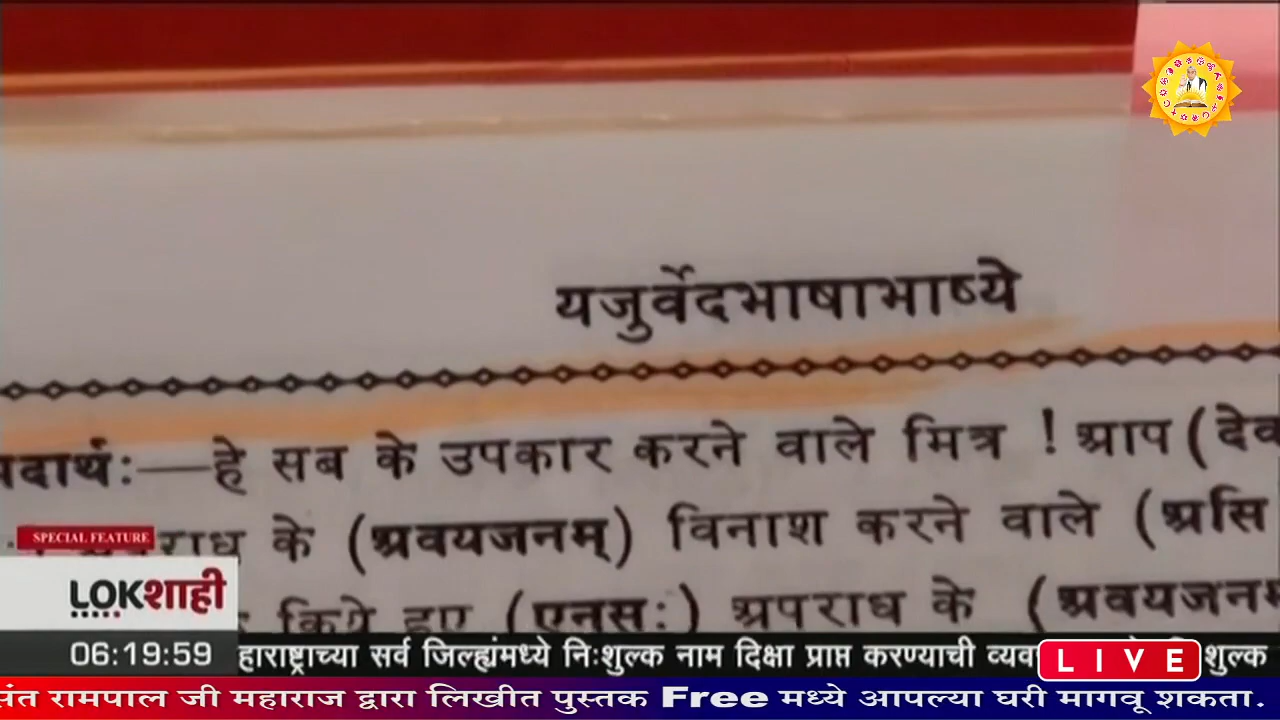 यजुर्वेदभाषाभाष्ये
पदार्थः—हे सब के उपकार करने वाले मित्र ! आप (देव
के (अवयजनम्) विनाश करने वाले (असि
किये हुए (एनसः) अपराध के (अवयजनम
SPECIAL FEATURE
LOKशाही
06:19:59 हाराष्ट्राच्या सर्व जिल्ह्यांमध्ये निःशुल्क नाम दिक्षा प्राप्त करण्याची LIVE शुल्क
संत रामपाल जी महाराज द्वारा लिखीत पुस्तक Free मध्ये आपल्या घरी मागवू शकता.